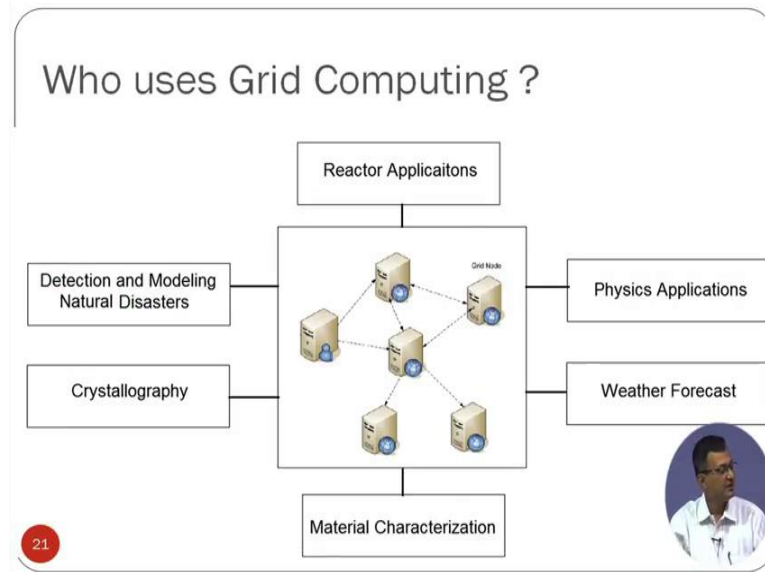 Who uses Grid Computing ?
Reactor Applicaitons
Grid Node
Detection and Modeling
Natural Disasters
Physics Applications
Crystallography
Weather Forecast
Material Characterization
21